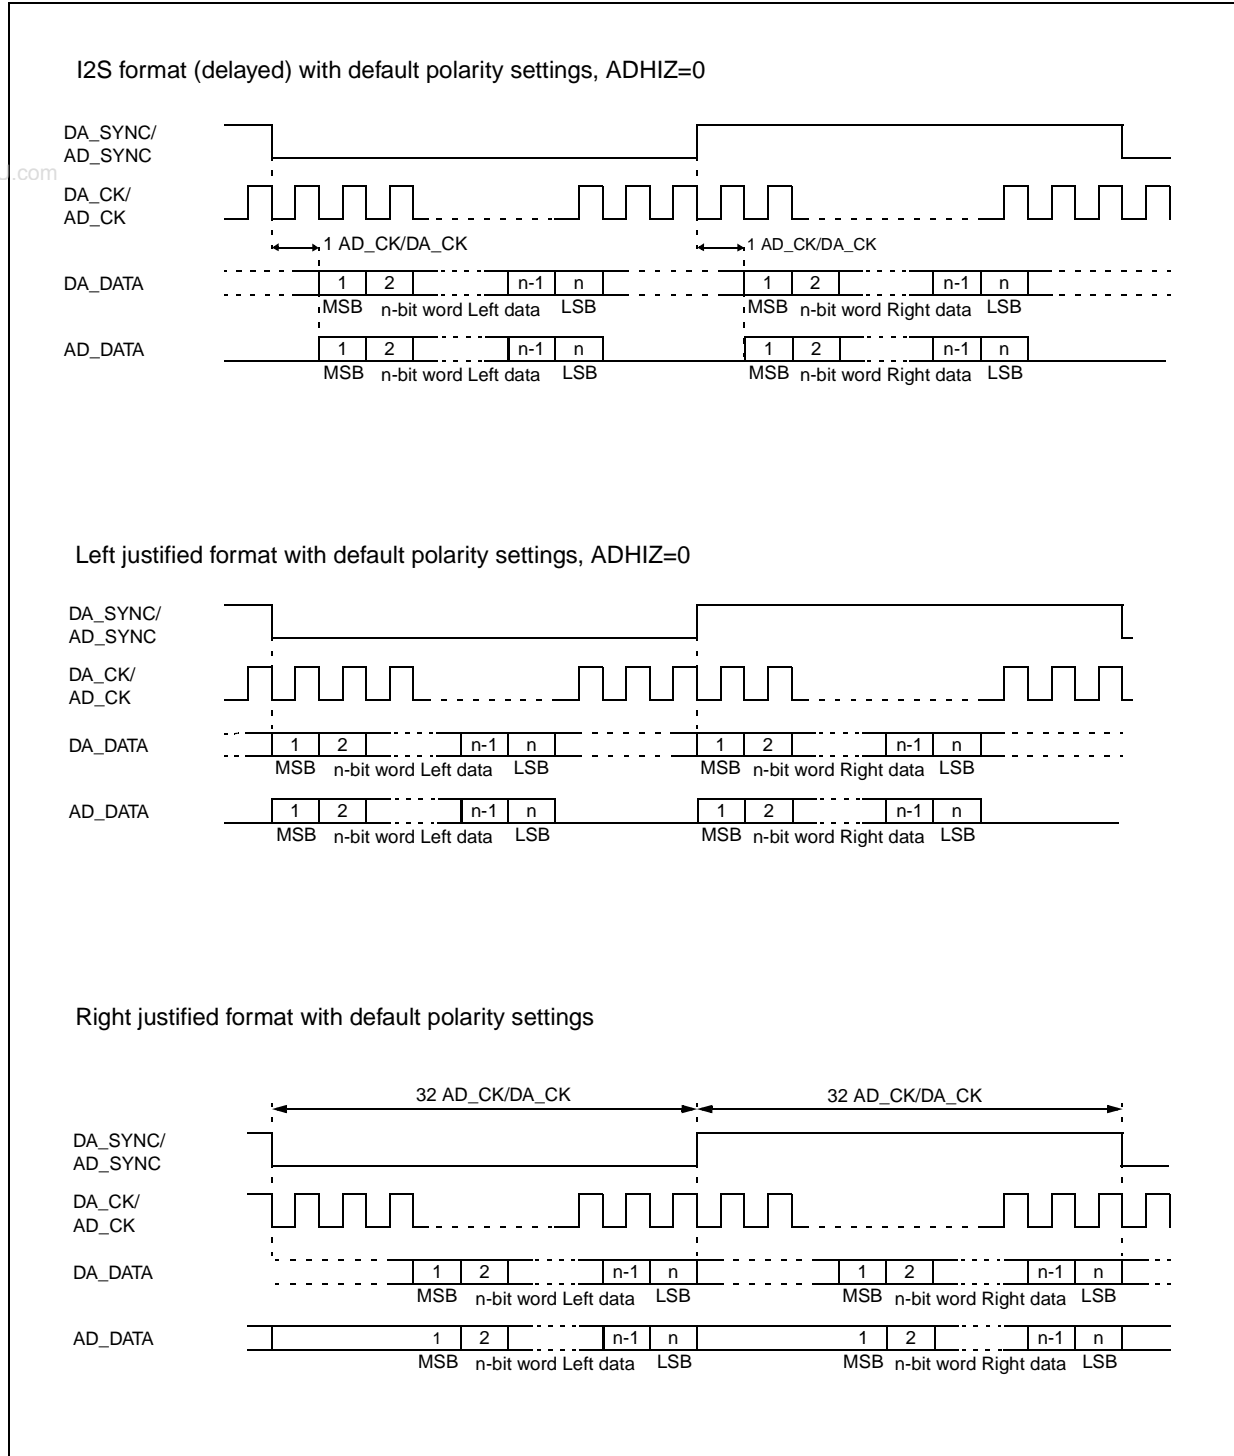 I2S format (delayed) with default polarity settings, ADHIZ=0
DA_SYNC/
AD_SYNC
.com
DA_CK/
AD_CK
1 AD_CK/DA_CK 1 AD_CK/DA_CK
DA_DATA 1 2 n-1 n 1 2 n-1 n
MSB n-bit word Left data LSB MSB n-bit word Right data LSB
AD_DATA 1 2 n-1 n 1 2 n-1 n
MSB n-bit word Left data LSB MSB n-bit word Right data LSB
Left justified format with default polarity settings, ADHIZ=0
DA_SYNC/
AD_SYNC
DA_CK/
AD_CK
DA_DATA 1 2 n-1 n 1 2 n-1 n
MSB n-bit word Left data LSB MSB n-bit word Right data LSB
AD_DATA 1 2 n-1 n 1 2 n-1 n
MSB n-bit word Left data LSB MSB n-bit word Right data LSB
Right justified format with default polarity settings
32 AD_CK/DA_CK 32 AD_CK/DA_CK
DA_SYNC/
AD_SYNC
DA_CK/
AD_CK
DA_DATA 1 2 n-1 n 1 2 n-1 n
MSB n-bit word Left data LSB MSB n-bit word Right data LSB
AD_DATA 1 2 n-1 n 1 2 n-1 n
MSB n-bit word Left data LSB MSB n-bit word Right data LSB